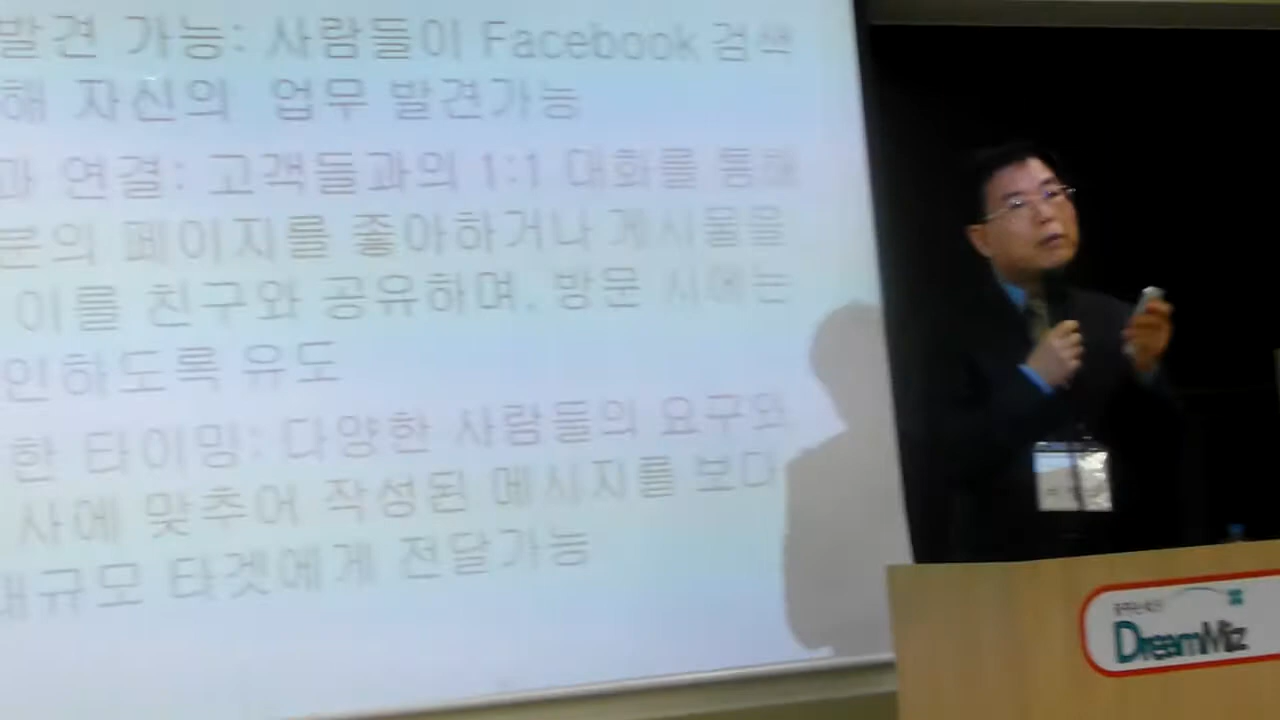 발견 가능: 사람들이 Facebook 검색
해 자신의 업무 발견가능
과 연결: 고객들과의 1:1 대화를 통해
분의 페이지를 좋아하거나 게시물을
이를 친구와 공유하며, 방문 시에는
인하도록 유도
한 타이밍: 다양한 사람들의 요구와
사에 맞추어 작성된 메시지를 보다
대규모 타겟에게 전달가능
DreamMiz